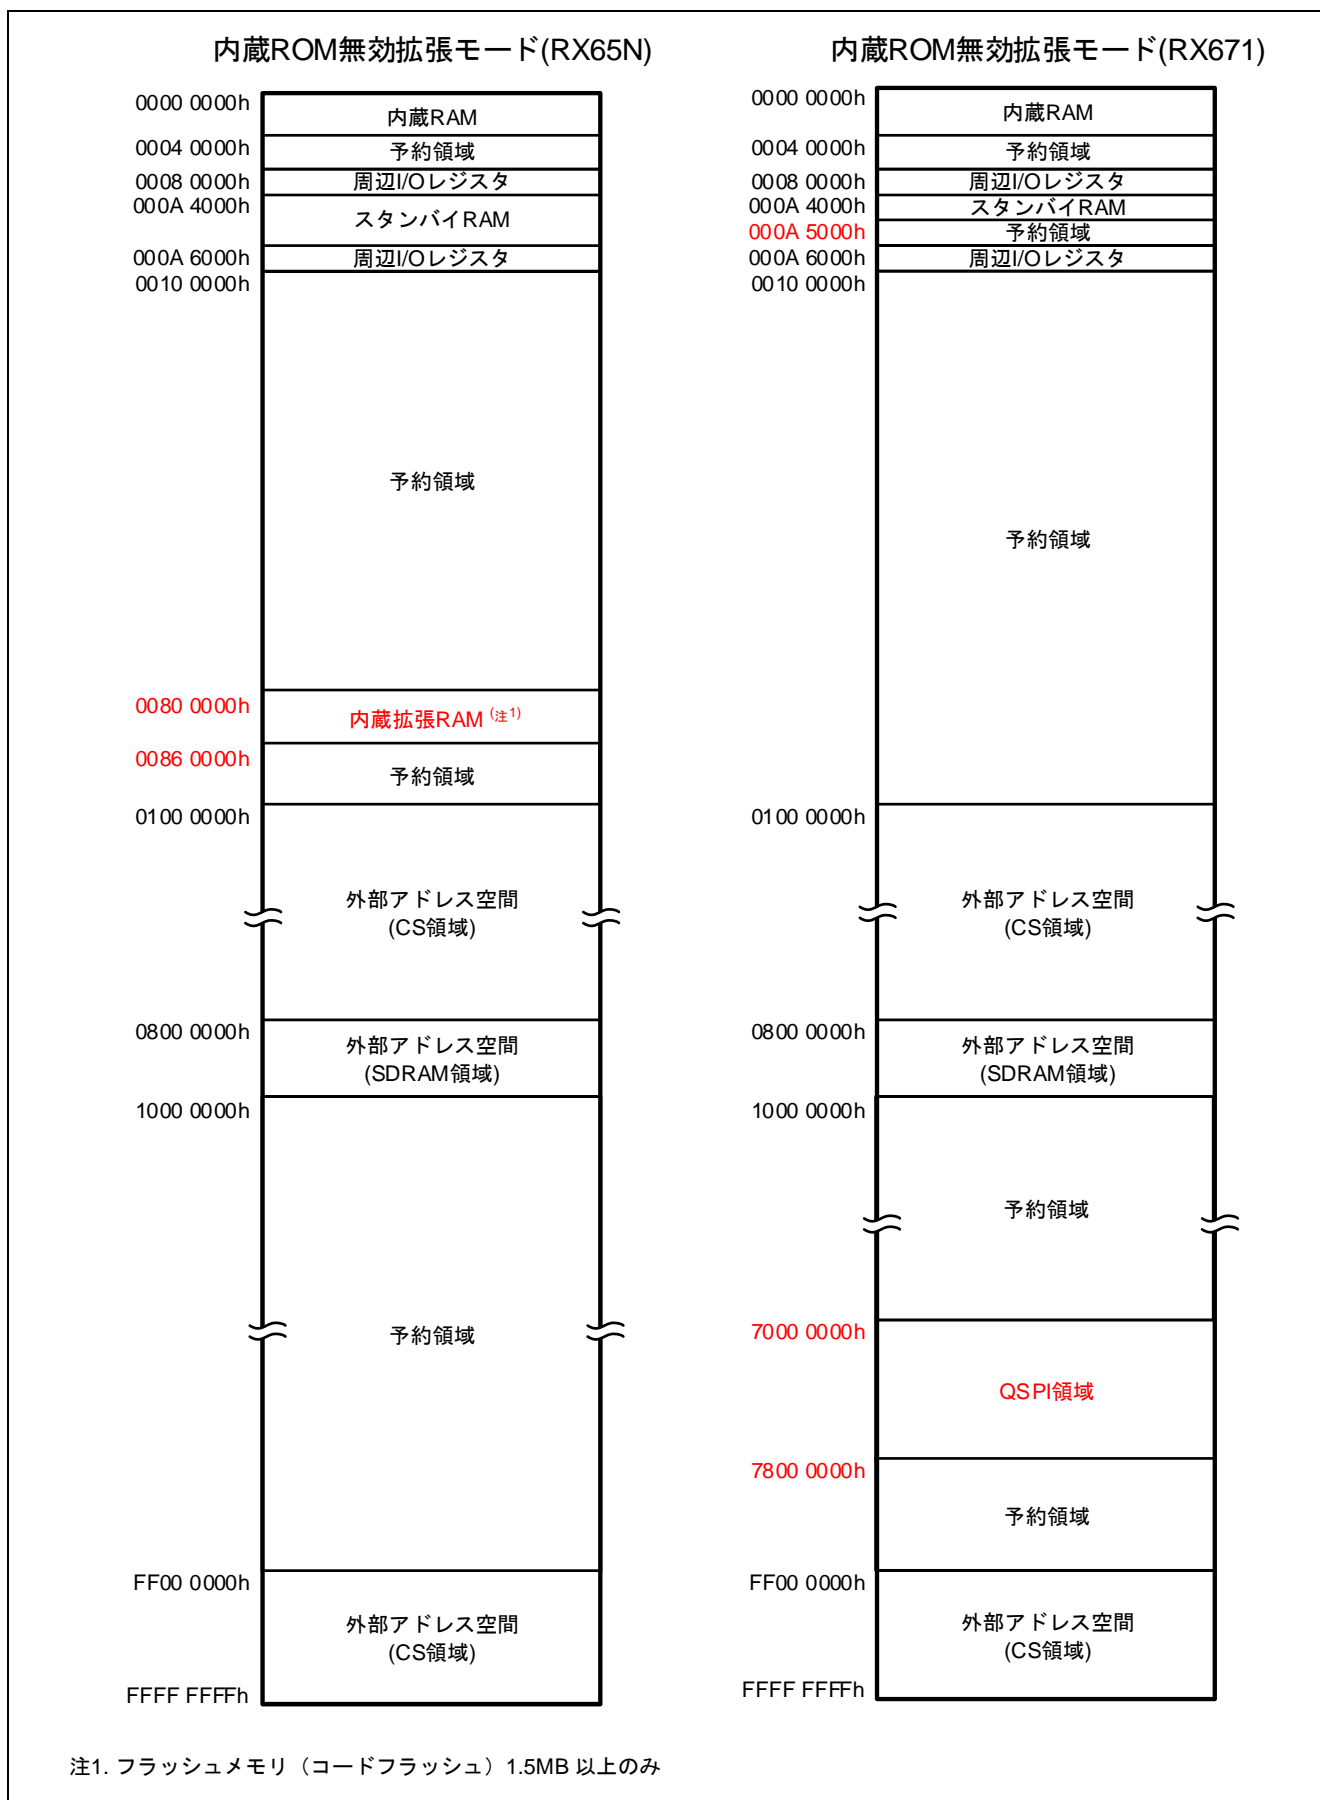 内蔵ROM無効拡張モード(RX65N)
0000 0000h
内蔵RAM
0004 0000h
予約領域
0008 0000h
周辺I/Oレジスタ
000A 4000h
スタンバイRAM
000A 6000h
周辺I/Oレジスタ
0010 0000h
予約領域
0080 0000h
内蔵拡張RAM (注1)
0086 0000h
予約領域
0100 0000h
外部アドレス空間
(CS領域)
0800 0000h
外部アドレス空間
(SDRAM領域)
1000 0000h
予約領域
FF00 0000h
外部アドレス空間
(CS領域)
FFFF FFFFh
内蔵ROM無効拡張モード(RX671)
0000 0000h
内蔵RAM
0004 0000h
予約領域
0008 0000h
周辺I/Oレジスタ
000A 4000h
スタンバイRAM
000A 5000h
予約領域
000A 6000h
周辺I/Oレジスタ
0010 0000h
予約領域
0100 0000h
外部アドレス空間
(CS領域)
0800 0000h
外部アドレス空間
(SDRAM領域)
1000 0000h
予約領域
7000 0000h
QSPI領域
7800 0000h
予約領域
FF00 0000h
外部アドレス空間
(CS領域)
FFFF FFFFh
注1. フラッシュメモリ（コードフラッシュ）1.5MB 以上のみ